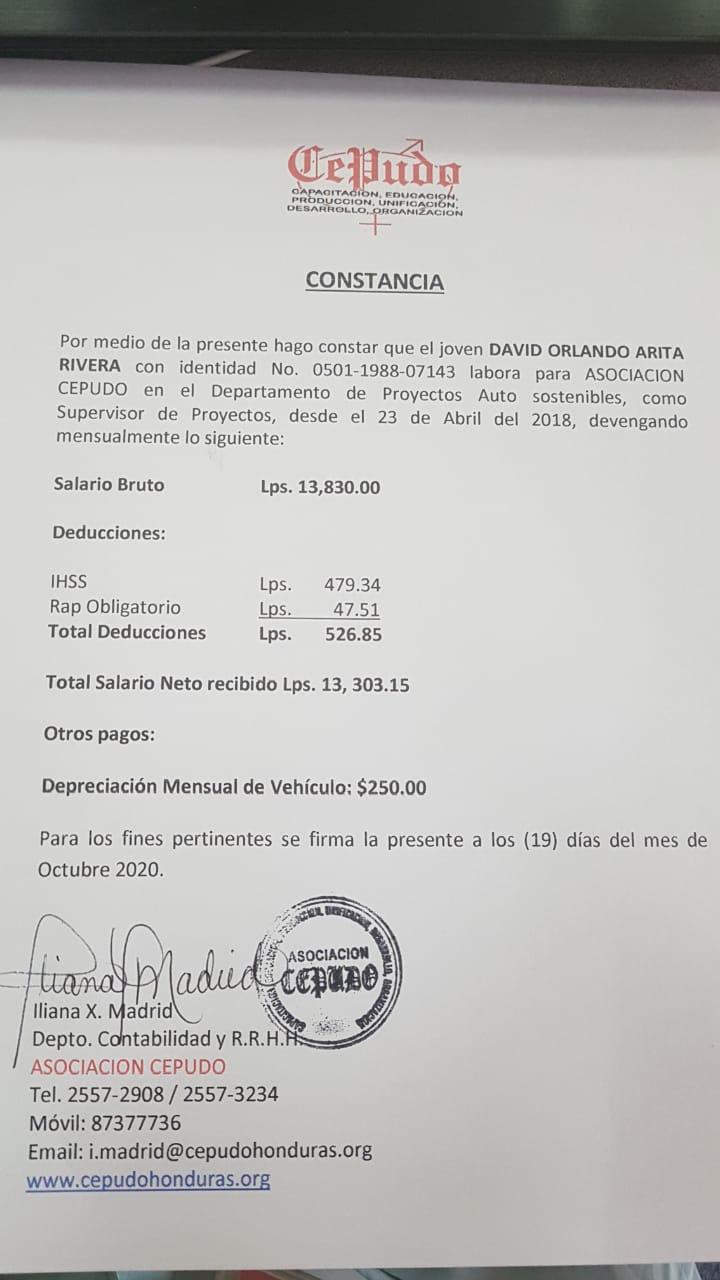 CePudo
CAPACITACIÓN, EDUCACIÓN,
PRODUCCION, UNIFICACIÓN,
DESARROLLO, ORGANIZACION
CONSTANCIA
Por medio de la presente hago constar que el joven DAVID ORLANDO ARITA
RIVERA con identidad No. 0501-1988-07143 labora para ASOCIACION
CEPUDO en el Departamento de Proyectos Auto sostenibles, como
Supervisor de Proyectos, desde el 23 de Abril del 2018, devengando
mensualmente lo siguiente:
Salario Bruto Lps. 13,830.00
Deducciones:
IHSS Lps. 479.34
Rap Obligatorio Lps. 47.51
Total Deducciones Lps. 526.85
Total Salario Neto recibido Lps. 13, 303.15
Otros pagos:
Depreciación Mensual de Vehículo: $250.00
Para los fines pertinentes se firma la presente a los (19) días del mes de
Octubre 2020.
Iliana Madrid
ASOCIACION
CEPUDO
Iliana X. Madrid
Depto. Contabilidad y R.R.H.H.
ASOCIACION CEPUDO
Tel. 2557-2908 / 2557-3234
Móvil: 87377736
Email: i.madrid@cepudohonduras.org
www.cepudohonduras.org